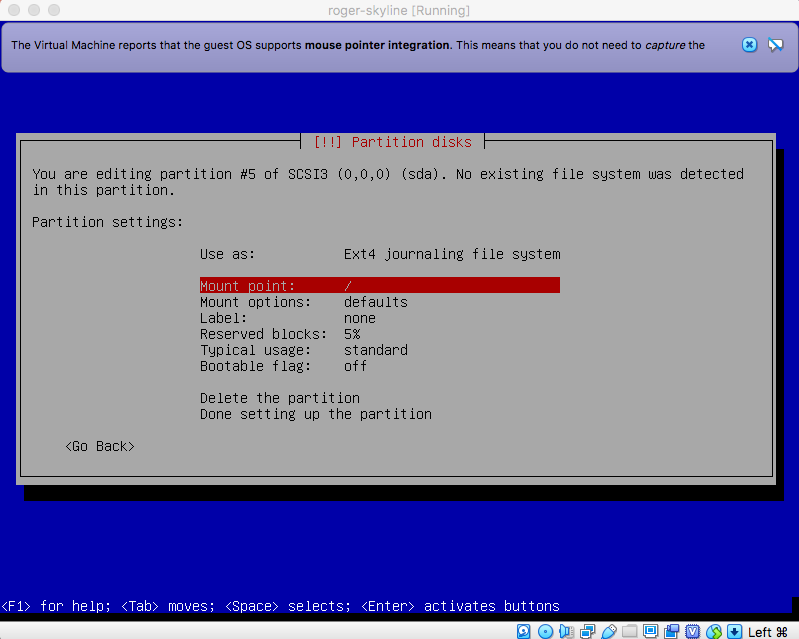 roger-skyline [Running]
The Virtual Machine reports that the guest OS supports mouse pointer integration. This means that you do not need to capture the
[!!] Partition disks
You are editing partition #5 of SCSI3 (0,0,0) (sda). No existing file system was detected
in this partition.
Partition settings:
Use as: Ext4 journaling file system
Mount point: /
Mount options: defaults
Label: none
Reserved blocks: 5%
Typical usage: standard
Bootable flag: off
Delete the partition
Done setting up the partition
<Go Back>
<F1> for help; <Tab> moves; <Space> selects; <Enter> activates buttons
Left ⌘